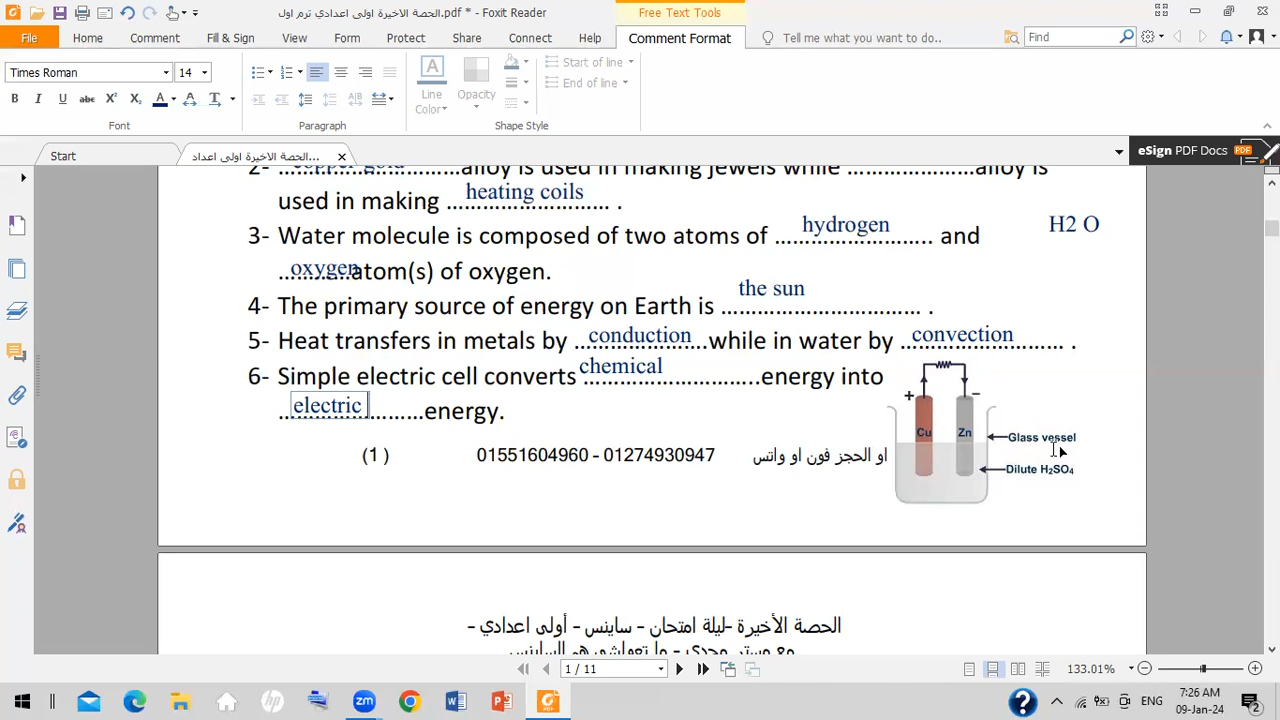 الحصة الاخيرة اولى اعدادي ترم اول.pdf * - Foxit Reader
Free Text Tools
File Home Comment Fill & Sign View Form Protect Share Connect Help Comment Format Tell me what you want to do.. Find
Times Roman 14
Line Color Opacity
Start of line
End of line
Font Paragraph Shape Style
Start
الحصة الاخيرة اولى اعداد...
eSign PDF Docs
2- copper gold alloy is used in making jewels while …………………alloy is
used in making heating coils .
3- Water molecule is composed of two atoms of hydrogen and
H2 O
oxygen atom(s) of oxygen.
4- The primary source of energy on Earth is the sun .
5- Heat transfers in metals by conduction while in water by convection .
6- Simple electric cell converts chemical energy into
electric energy.
+ −
Cu Zn
Glass vessel
Dilute H₂SO₄
(1 ) 01551604960 – 01274930947 او الحجز فون او واتس
الحصة الأخيرة –ليلة امتحان – ساينس – أولى اعدادي –
1 / 11
133.01%
ENG
7:26 AM
09-Jan-24
2